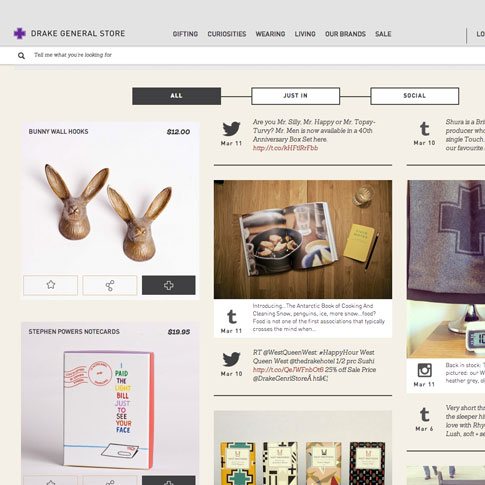 DRAKE GENERAL STORE
GIFTING CURIOSITIES WEARING LIVING OUR BRANDS SALE
LO
Tell me what you're looking for
ALL JUST IN SOCIAL
BUNNY WALL HOOKS $12.00
STEPHEN POWERS NOTECARDS $19.95
I
PAID
THE
LIGHT
BILL
JUST
TO
SEE
YOUR
FACE
Mar 11
Are you Mr. Silly, Mr. Happy or Mr. Topsy-
Turvy? Mr. Men is now available in a 40th
Anniversary Box Set here.
http://t.co/kHFtRrFbb
Mar 11
Introducing...The Antarctic Book of Cooking And
Cleaning Snow, penguins, ice, more snow...food?
Food is not one of the first associations that typically
crosses the mind when...
Mar 10
RT @WestQueenWest: #HappyHour West
Queen West @thedrakehotel 1/2 prc Sushi
http://t.co/QeJWFnbOt6 25% off Sale Price
@DrakeGenrlStore
Mar 10
Shura is a Bri
producer who
single Touch.
our favourite.
Mar 11
Back in stock: T
pictured: our W
heather grey, sl
Mar 6
Very short thr
the sleeper hi
love with Rhy
Lush, soft + se